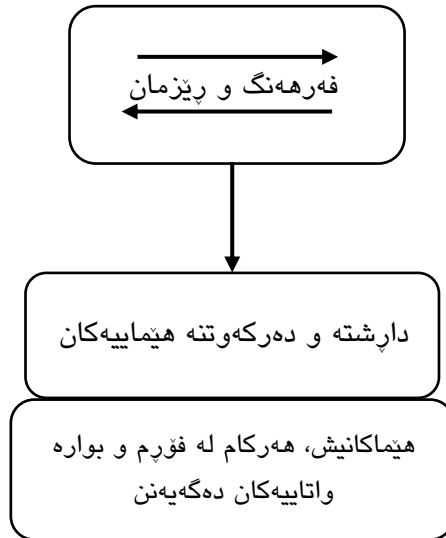 فەرهەنگ و ڕێزمان
داڕشتە و دەرکەوتنە هێماییەکان
هێماکانیش، هەرکام لە فۆڕم و بوارە
واتاییەکان دەگەیەنن